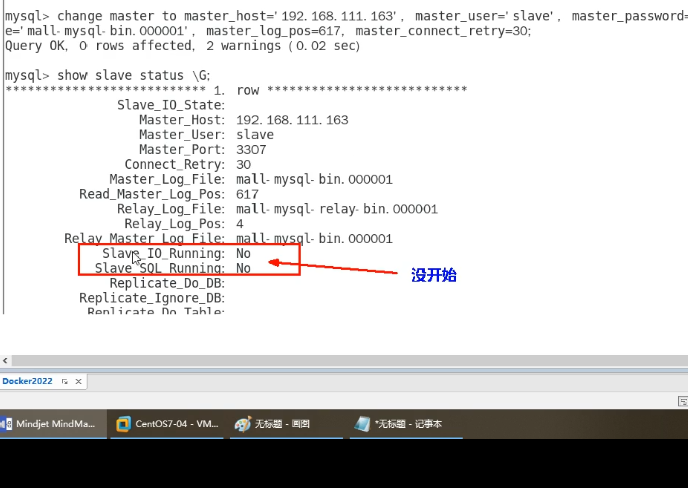 mysql> change master to master_host='192.168.111.163', master_user='slave', master_password=
e='mall-mysql-bin.000001', master_log_pos=617, master_connect_retry=30;
Query OK, 0 rows affected, 2 warnings (0.02 sec)
mysql> show slave status \G;
*************************** 1. row ***************************
Slave_IO_State:
Master_Host: 192.168.111.163
Master_User: slave
Master_Port: 3307
Connect_Retry: 30
Master_Log_File: mall-mysql-bin.000001
Read_Master_Log_Pos: 617
Relay_Log_File: mall-mysql-relay-bin.000001
Relay_Log_Pos: 4
Relay_Master_Log_File: mall-mysql-bin.000001
Slave_IO_Running: No
Slave_SQL_Running: No
没开始
Replicate_Do_DB:
Replicate_Ignore_DB:
Replicate_Do_Table:
Docker2022
Mindjet MindMa... CentOS7-04 - VM... 无标题 - 画图 *无标题 - 记事本